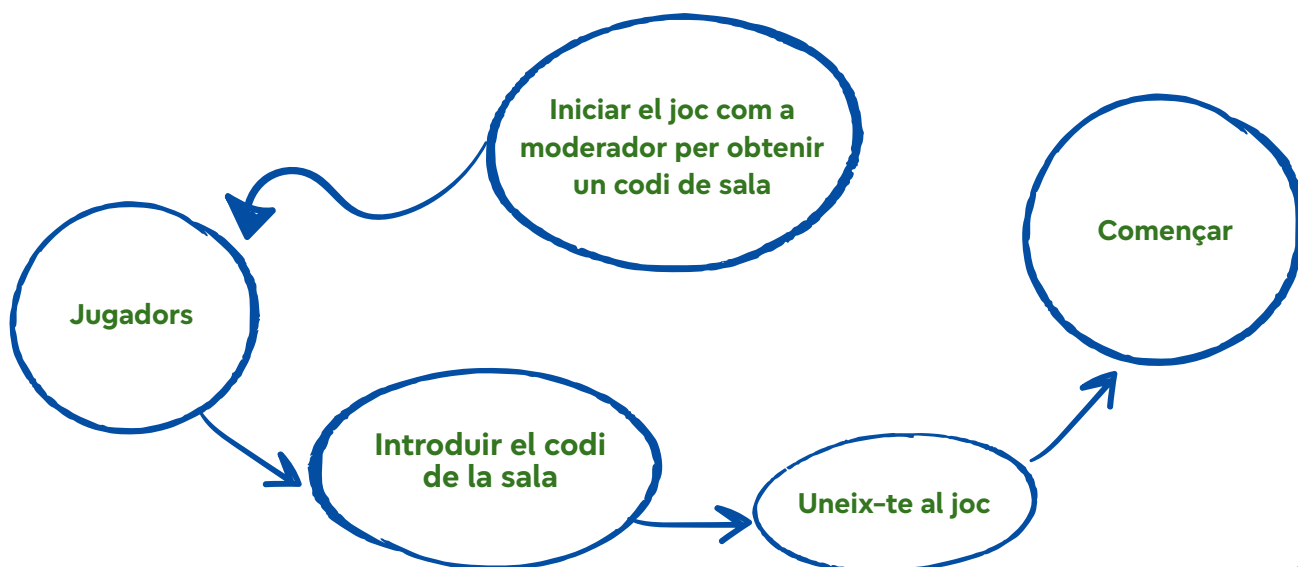 Iniciar el joc com a
moderador per obtenir
un codi de sala
Començar
Jugadors
Introduir el codi
de la sala
Uneix-te al joc